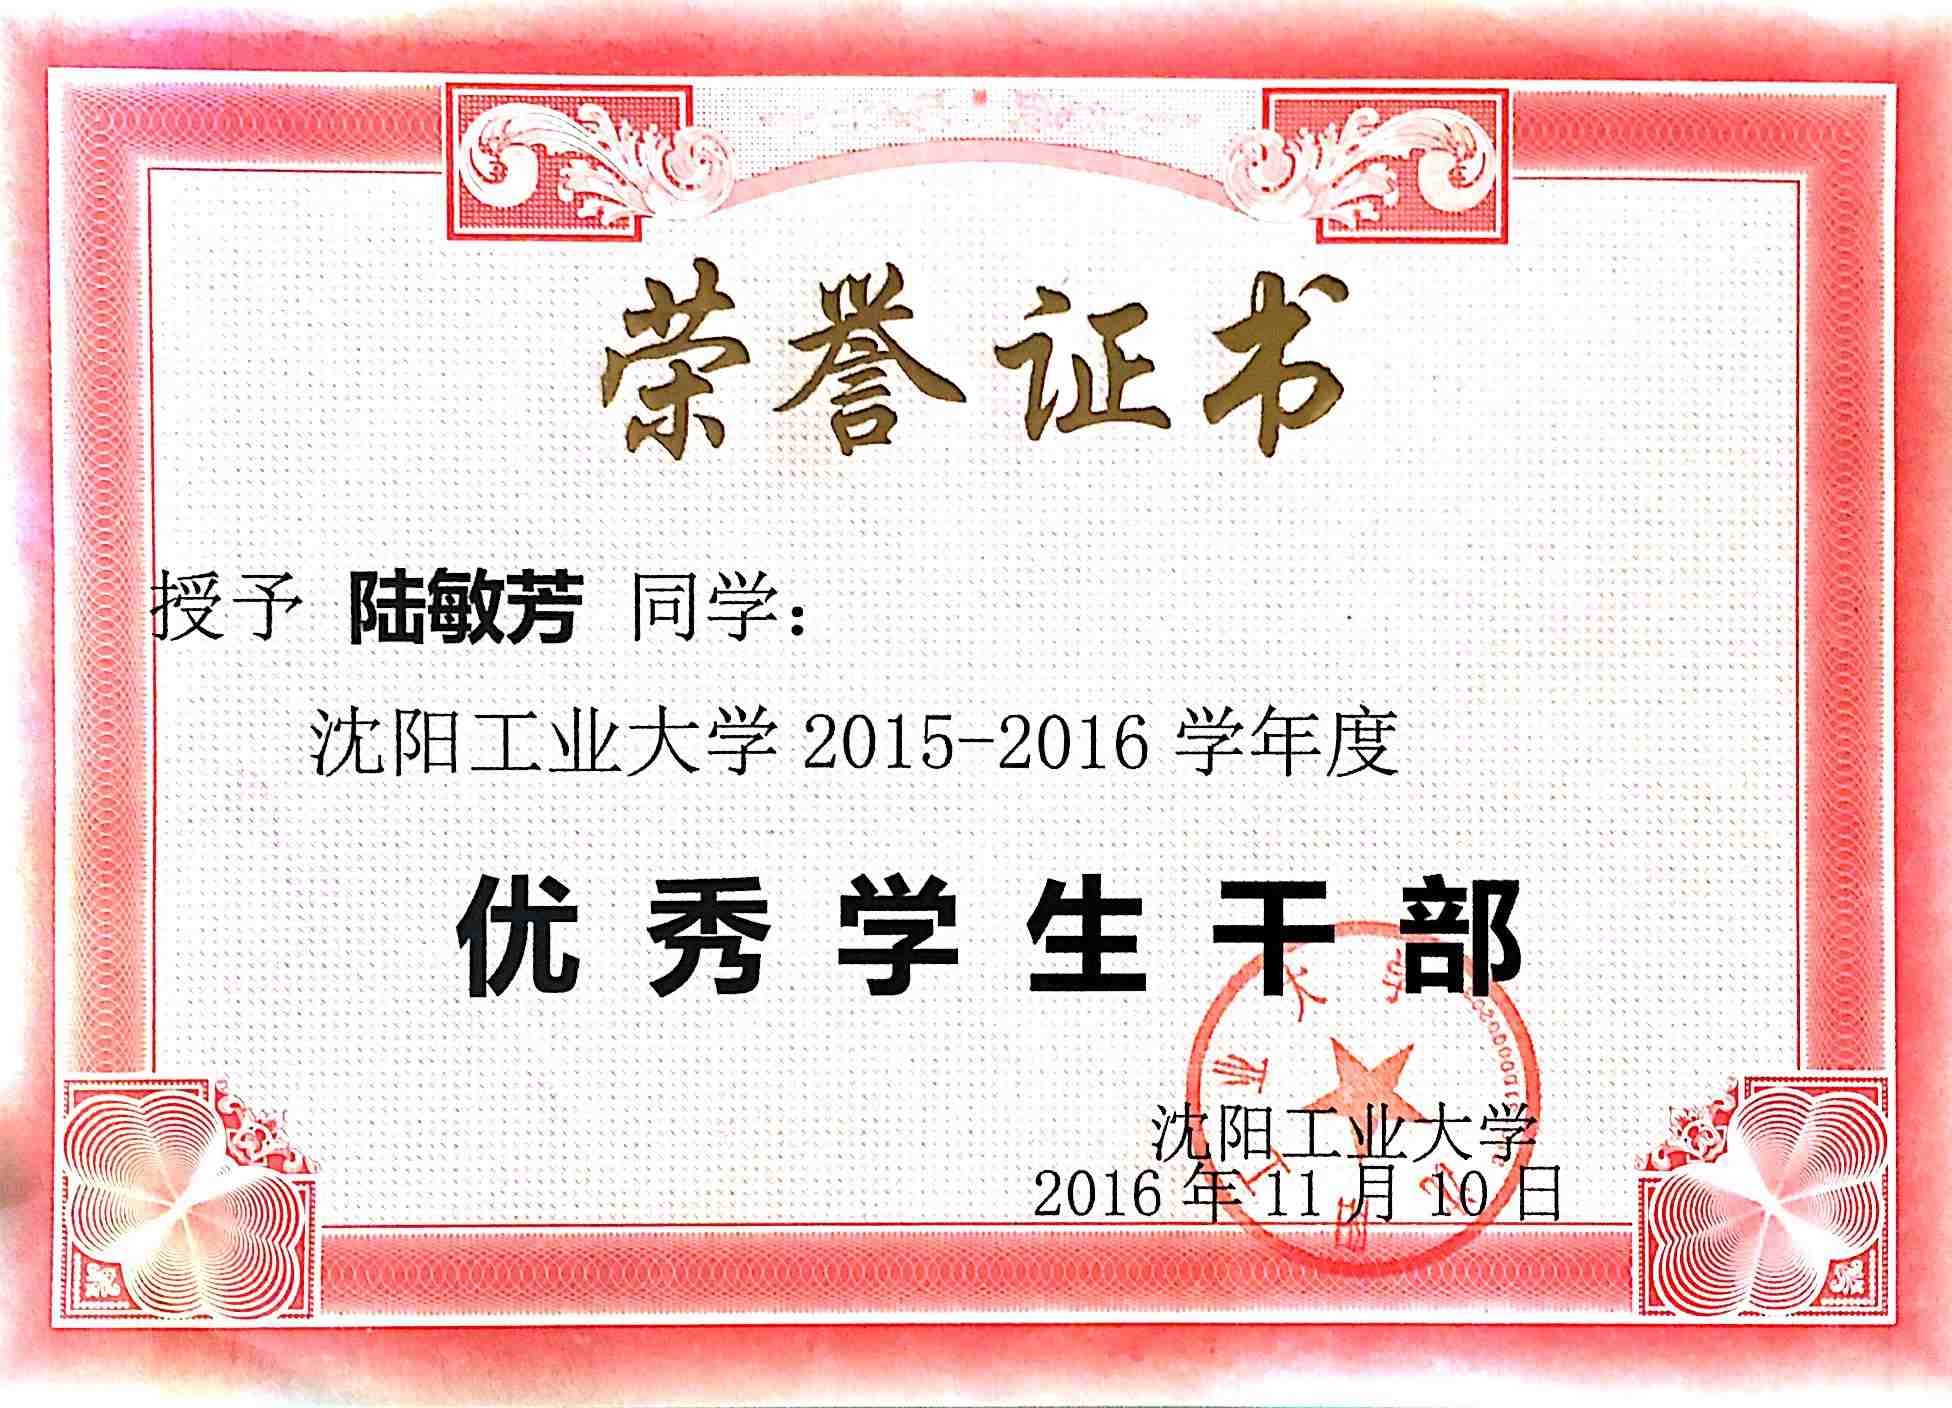 荣誉证书
授予 陆敏芳 同学：
沈阳工业大学 2015-2016 学年度
优秀学生干部
沈阳工业大学
2016 年 11 月 10 日